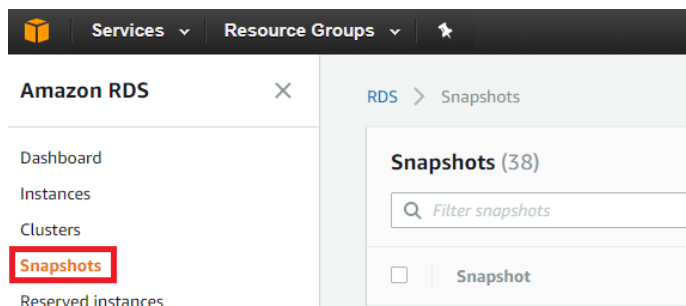 Services Resource Groups
Amazon RDS
RDS > Snapshots
Dashboard
Instances
Clusters
Snapshots
Reserved instances
Snapshots (38)
Filter snapshots
Snapshot